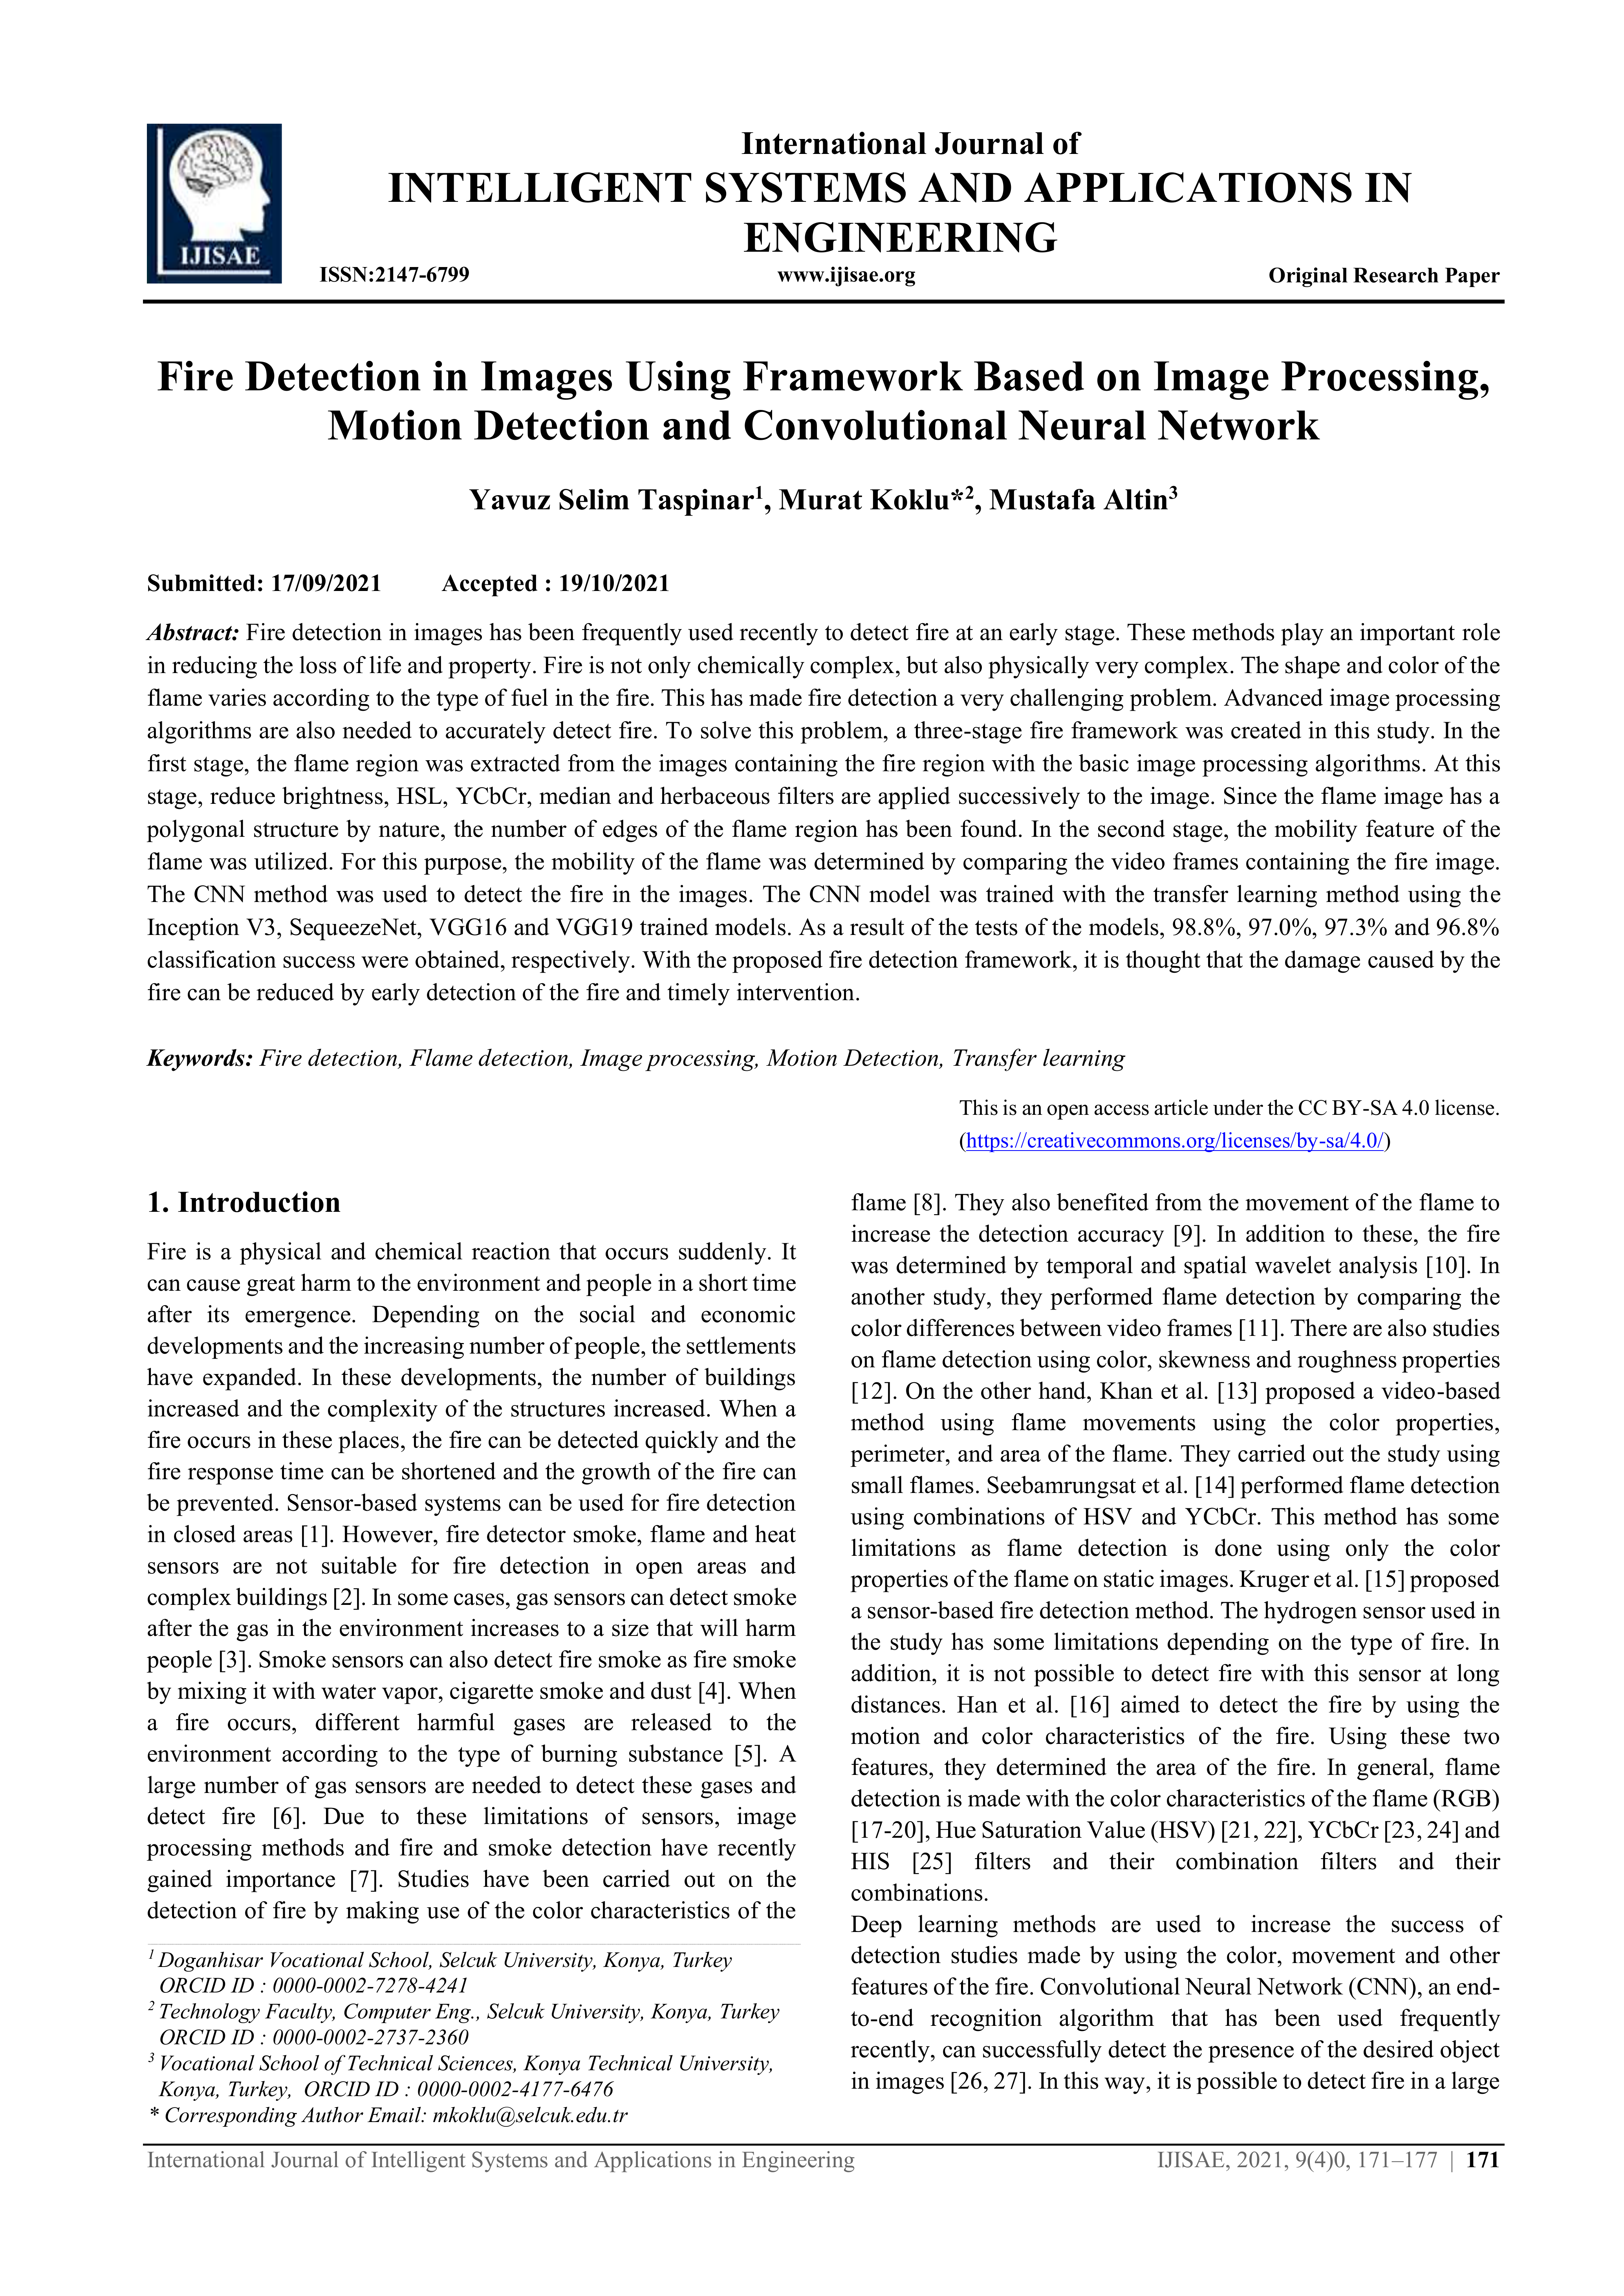 IJISAE
International Journal of
INTELLIGENT SYSTEMS AND APPLICATIONS IN
ENGINEERING
ISSN:2147-6799 www.ijisae.org Original Research Paper
Fire Detection in Images Using Framework Based on Image Processing,
Motion Detection and Convolutional Neural Network
Yavuz Selim Taspinar1, Murat Koklu*2, Mustafa Altin3
Submitted: 17/09/2021 Accepted : 19/10/2021
Abstract: Fire detection in images has been frequently used recently to detect fire at an early stage. These methods play an important role
in reducing the loss of life and property. Fire is not only chemically complex, but also physically very complex. The shape and color of the
flame varies according to the type of fuel in the fire. This has made fire detection a very challenging problem. Advanced image processing
algorithms are also needed to accurately detect fire. To solve this problem, a three-stage fire framework was created in this study. In the
first stage, the flame region was extracted from the images containing the fire region with the basic image processing algorithms. At this
stage, reduce brightness, HSL, YCbCr, median and herbaceous filters are applied successively to the image. Since the flame image has a
polygonal structure by nature, the number of edges of the flame region has been found. In the second stage, the mobility feature of the
flame was utilized. For this purpose, the mobility of the flame was determined by comparing the video frames containing the fire image.
The CNN method was used to detect the fire in the images. The CNN model was trained with the transfer learning method using the
Inception V3, SequeezeNet, VGG16 and VGG19 trained models. As a result of the tests of the models, 98.8%, 97.0%, 97.3% and 96.8%
classification success were obtained, respectively. With the proposed fire detection framework, it is thought that the damage caused by the
fire can be reduced by early detection of the fire and timely intervention.
Keywords: Fire detection, Flame detection, Image processing, Motion Detection, Transfer learning
This is an open access article under the CC BY-SA 4.0 license.
(https://creativecommons.org/licenses/by-sa/4.0/)
1. Introduction
Fire is a physical and chemical reaction that occurs suddenly. It
can cause great harm to the environment and people in a short time
after its emergence. Depending on the social and economic
developments and the increasing number of people, the settlements
have expanded. In these developments, the number of buildings
increased and the complexity of the structures increased. When a
fire occurs in these places, the fire can be detected quickly and the
fire response time can be shortened and the growth of the fire can
be prevented. Sensor-based systems can be used for fire detection
in closed areas [1]. However, fire detector smoke, flame and heat
sensors are not suitable for fire detection in open areas and
complex buildings [2]. In some cases, gas sensors can detect smoke
after the gas in the environment increases to a size that will harm
people [3]. Smoke sensors can also detect fire smoke as fire smoke
by mixing it with water vapor, cigarette smoke and dust [4]. When
a fire occurs, different harmful gases are released to the
environment according to the type of burning substance [5]. A
large number of gas sensors are needed to detect these gases and
detect fire [6]. Due to these limitations of sensors, image
processing methods and fire and smoke detection have recently
gained importance [7]. Studies have been carried out on the
detection of fire by making use of the color characteristics of the
1 Doganhisar Vocational School, Selcuk University, Konya, Turkey
ORCID ID : 0000-0002-7278-4241
2 Technology Faculty, Computer Eng., Selcuk University, Konya, Turkey
ORCID ID : 0000-0002-2737-2360
3 Vocational School of Technical Sciences, Konya Technical University,
Konya, Turkey, ORCID ID : 0000-0002-4177-6476
* Corresponding Author Email: mkoklu@selcuk.edu.tr
flame [8]. They also benefited from the movement of the flame to
increase the detection accuracy [9]. In addition to these, the fire
was determined by temporal and spatial wavelet analysis [10]. In
another study, they performed flame detection by comparing the
color differences between video frames [11]. There are also studies
on flame detection using color, skewness and roughness properties
[12]. On the other hand, Khan et al. [13] proposed a video-based
method using flame movements using the color properties,
perimeter, and area of the flame. They carried out the study using
small flames. Seebamrungsat et al. [14] performed flame detection
using combinations of HSV and YCbCr. This method has some
limitations as flame detection is done using only the color
properties of the flame on static images. Kruger et al. [15] proposed
a sensor-based fire detection method. The hydrogen sensor used in
the study has some limitations depending on the type of fire. In
addition, it is not possible to detect fire with this sensor at long
distances. Han et al. [16] aimed to detect the fire by using the
motion and color characteristics of the fire. Using these two
features, they determined the area of the fire. In general, flame
detection is made with the color characteristics of the flame (RGB)
[17-20], Hue Saturation Value (HSV) [21, 22], YCbCr [23, 24] and
HIS [25] filters and their combination filters and their
combinations.
Deep learning methods are used to increase the success of
detection studies made by using the color, movement and other
features of the fire. Convolutional Neural Network (CNN), an end-
to-end recognition algorithm that has been used frequently
recently, can successfully detect the presence of the desired object
in images [26, 27]. In this way, it is possible to detect fire in a large
International Journal of Intelligent Systems and Applications in Engineering IJISAE, 2021, 9(4)0, 171–177 | 171